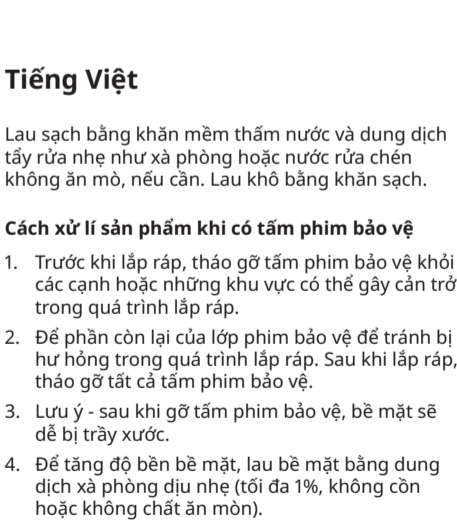 Tiếng Việt
Lau sạch bằng khăn mềm thấm nước và dung dịch
tẩy rửa nhẹ như xà phòng hoặc nước rửa chén
không ăn mò, nếu cần. Lau khô bằng khăn sạch.
Cách xử lí sản phẩm khi có tấm phim bảo vệ
1. Trước khi lắp ráp, tháo gỡ tấm phim bảo vệ khỏi
các cạnh hoặc những khu vực có thể gây cản trở
trong quá trình lắp ráp.
2. Để phần còn lại của lớp phim bảo vệ để tránh bị
hư hỏng trong quá trình lắp ráp. Sau khi lắp ráp,
tháo gỡ tất cả tấm phim bảo vệ.
3. Lưu ý - sau khi gỡ tấm phim bảo vệ, bề mặt sẽ
dễ bị trầy xước.
4. Để tăng độ bền bề mặt, lau bề mặt bằng dung
dịch xà phòng dịu nhẹ (tối đa 1%, không cồn
hoặc không chất ăn mòn).